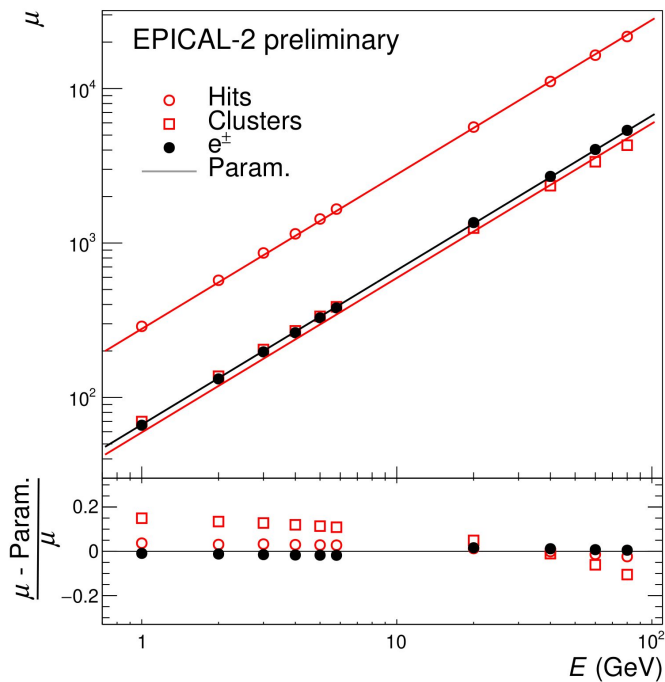 μ
EPICAL-2 preliminary
Hits
Clusters
e±
Param.
10⁴
10³
10²
μ - Param.
μ
0.2
0
−0.2
1
10
10²
E (GeV)